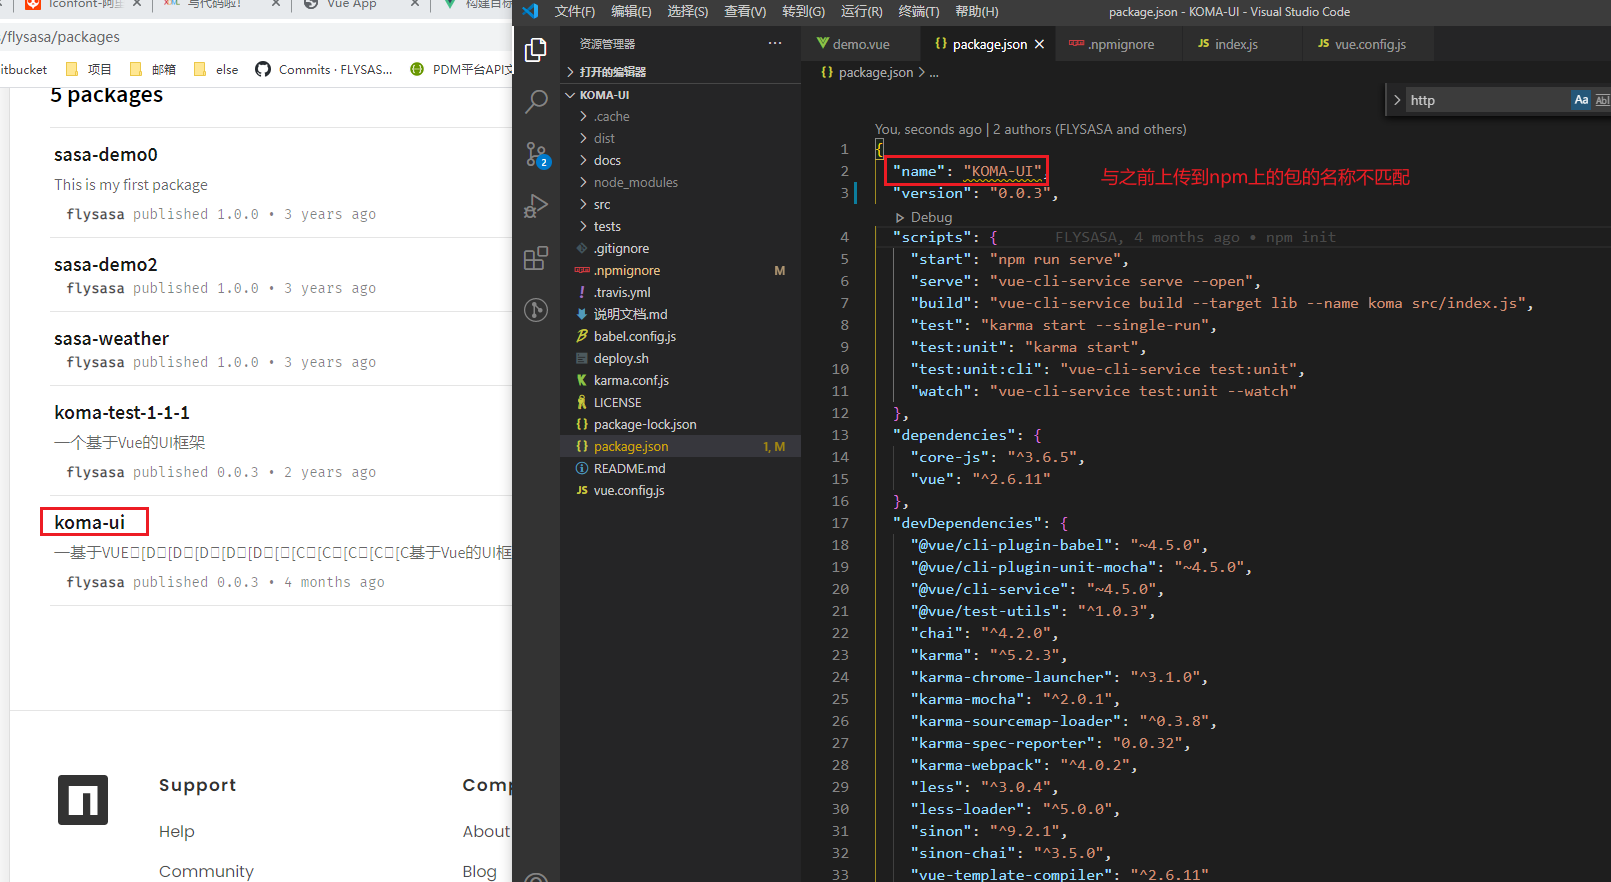 Iconfont-阿里
写代码啦!
Vue App
构建目标
/flysasa/packages
itbucket
项目
邮箱
else
Commits · FLYSAS...
PDM平台API文
5 packages
sasa-demo0
This is my first package
flysasa published 1.0.0 • 3 years ago
sasa-demo2
flysasa published 1.0.0 • 3 years ago
sasa-weather
flysasa published 1.0.0 • 3 years ago
koma-test-1-1-1
一个基于Vue的UI框架
flysasa published 0.0.3 • 2 years ago
koma-ui
一基于VUE□[D□[D□[D□[D□[D□[□[C□[C□[C□[C□[C基于Vue的UI框
flysasa published 0.0.3 • 4 months ago
Support
Help
Community
Comp
About
Blog
文件(F) 编辑(E) 选择(S) 查看(V) 转到(G) 运行(R) 终端(T) 帮助(H)
package.json - KOMA-UI - Visual Studio Code
资源管理器 ···
打开的编辑器
KOMA-UI
.cache
dist
docs
node_modules
src
tests
.gitignore
.npmignore M
.travis.yml
说明文档.md
babel.config.js
deploy.sh
karma.conf.js
LICENSE
package-lock.json
package.json 1, M
README.md
vue.config.js
2
demo.vue
package.json
.npmignore
index.js
vue.config.js
package.json > ...
http
Aa
Abl
You, seconds ago | 2 authors (FLYSASA and others)
1 {
2 "name": "KOMA-UI",
与之前上传到npm上的包的名称不匹配
3 "version": "0.0.3",
Debug
4 "scripts": { FLYSASA, 4 months ago • npm init
5 "start": "npm run serve",
6 "serve": "vue-cli-service serve --open",
7 "build": "vue-cli-service build --target lib --name koma src/index.js",
8 "test": "karma start --single-run",
9 "test:unit": "karma start",
10 "test:unit:cli": "vue-cli-service test:unit",
11 "watch": "vue-cli-service test:unit --watch"
12 },
13 "dependencies": {
14 "core-js": "^3.6.5",
15 "vue": "^2.6.11"
16 },
17 "devDependencies": {
18 "@vue/cli-plugin-babel": "~4.5.0",
19 "@vue/cli-plugin-unit-mocha": "~4.5.0",
20 "@vue/cli-service": "~4.5.0",
21 "@vue/test-utils": "^1.0.3",
22 "chai": "^4.2.0",
23 "karma": "^5.2.3",
24 "karma-chrome-launcher": "^3.1.0",
25 "karma-mocha": "^2.0.1",
26 "karma-sourcemap-loader": "^0.3.8",
27 "karma-spec-reporter": "0.0.32",
28 "karma-webpack": "^4.0.2",
29 "less": "^3.0.4",
30 "less-loader": "^5.0.0",
31 "sinon": "^9.2.1",
32 "sinon-chai": "^3.5.0",
33 "vue-template-compiler": "^2.6.11"